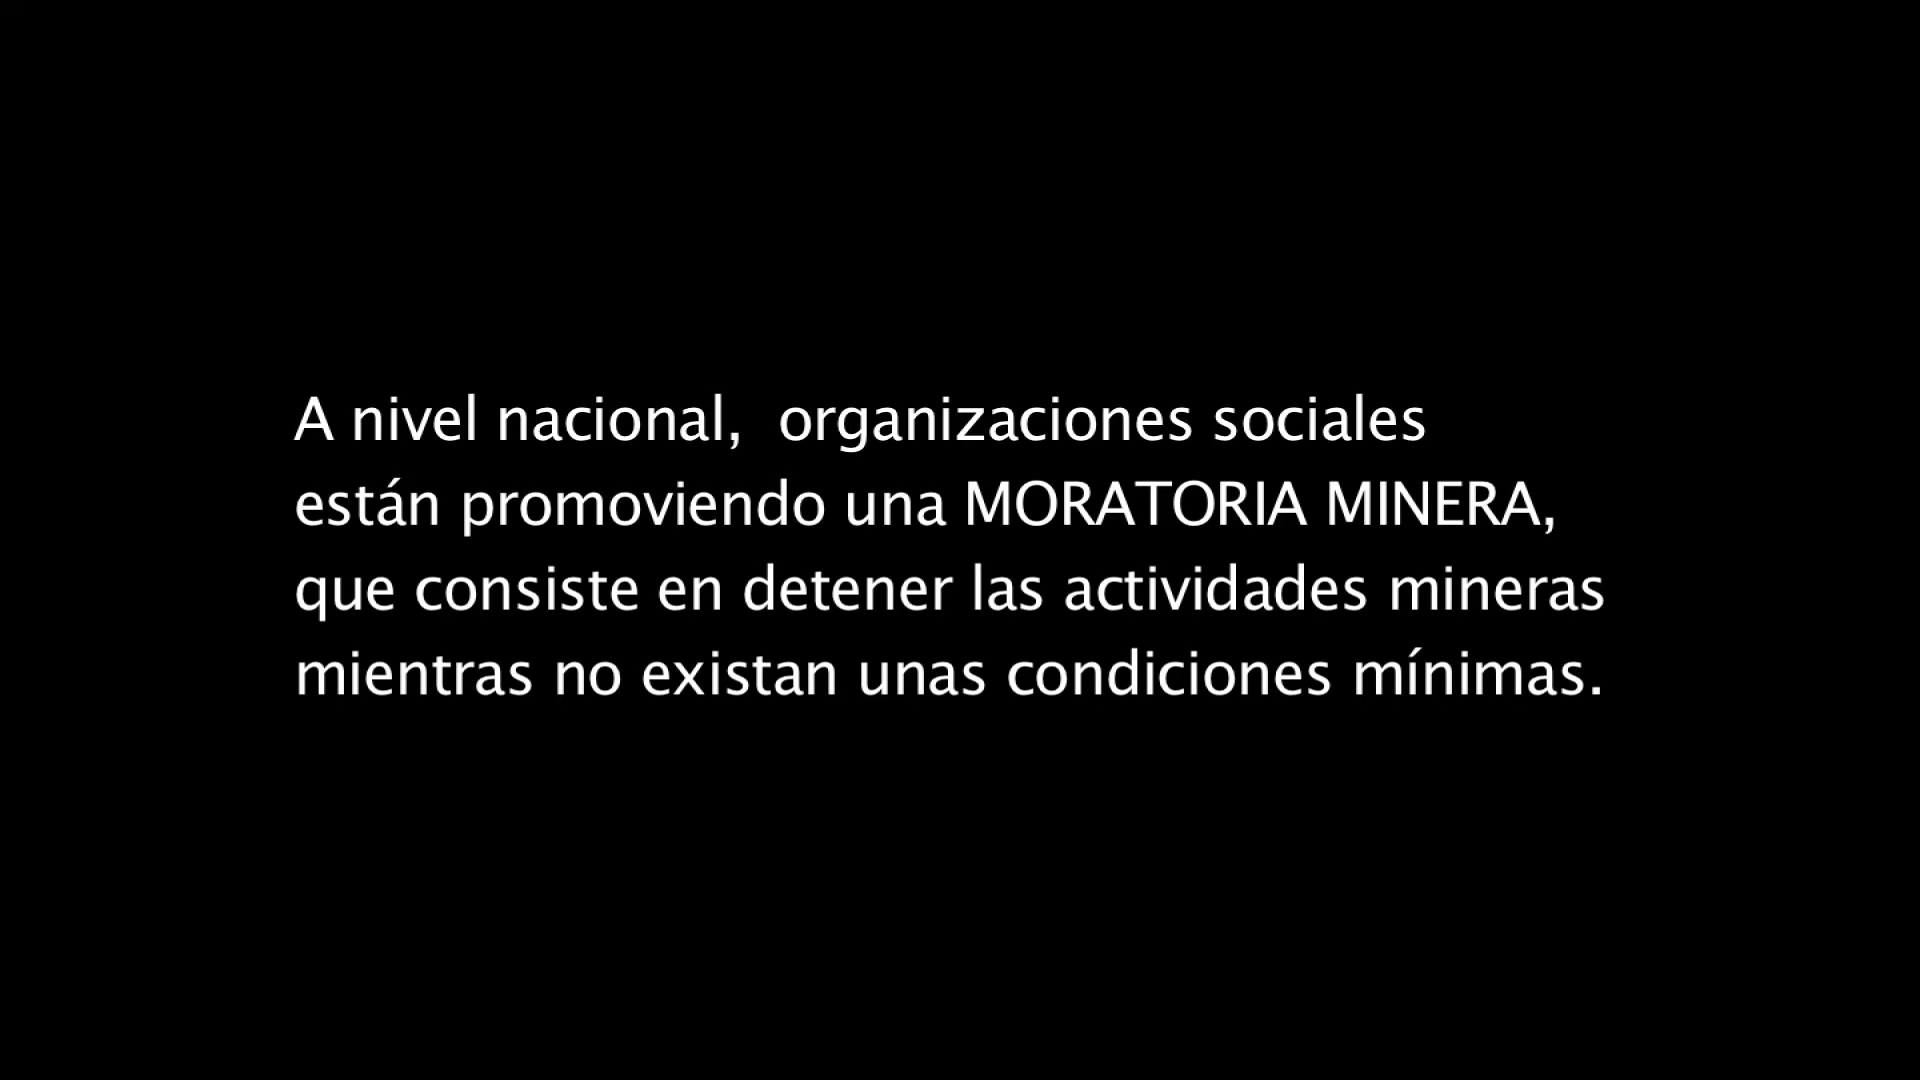 A nivel nacional,  organizaciones sociales
están promoviendo una MORATORIA MINERA,
que consiste en detener las actividades mineras
mientras no existan unas condiciones mínimas.